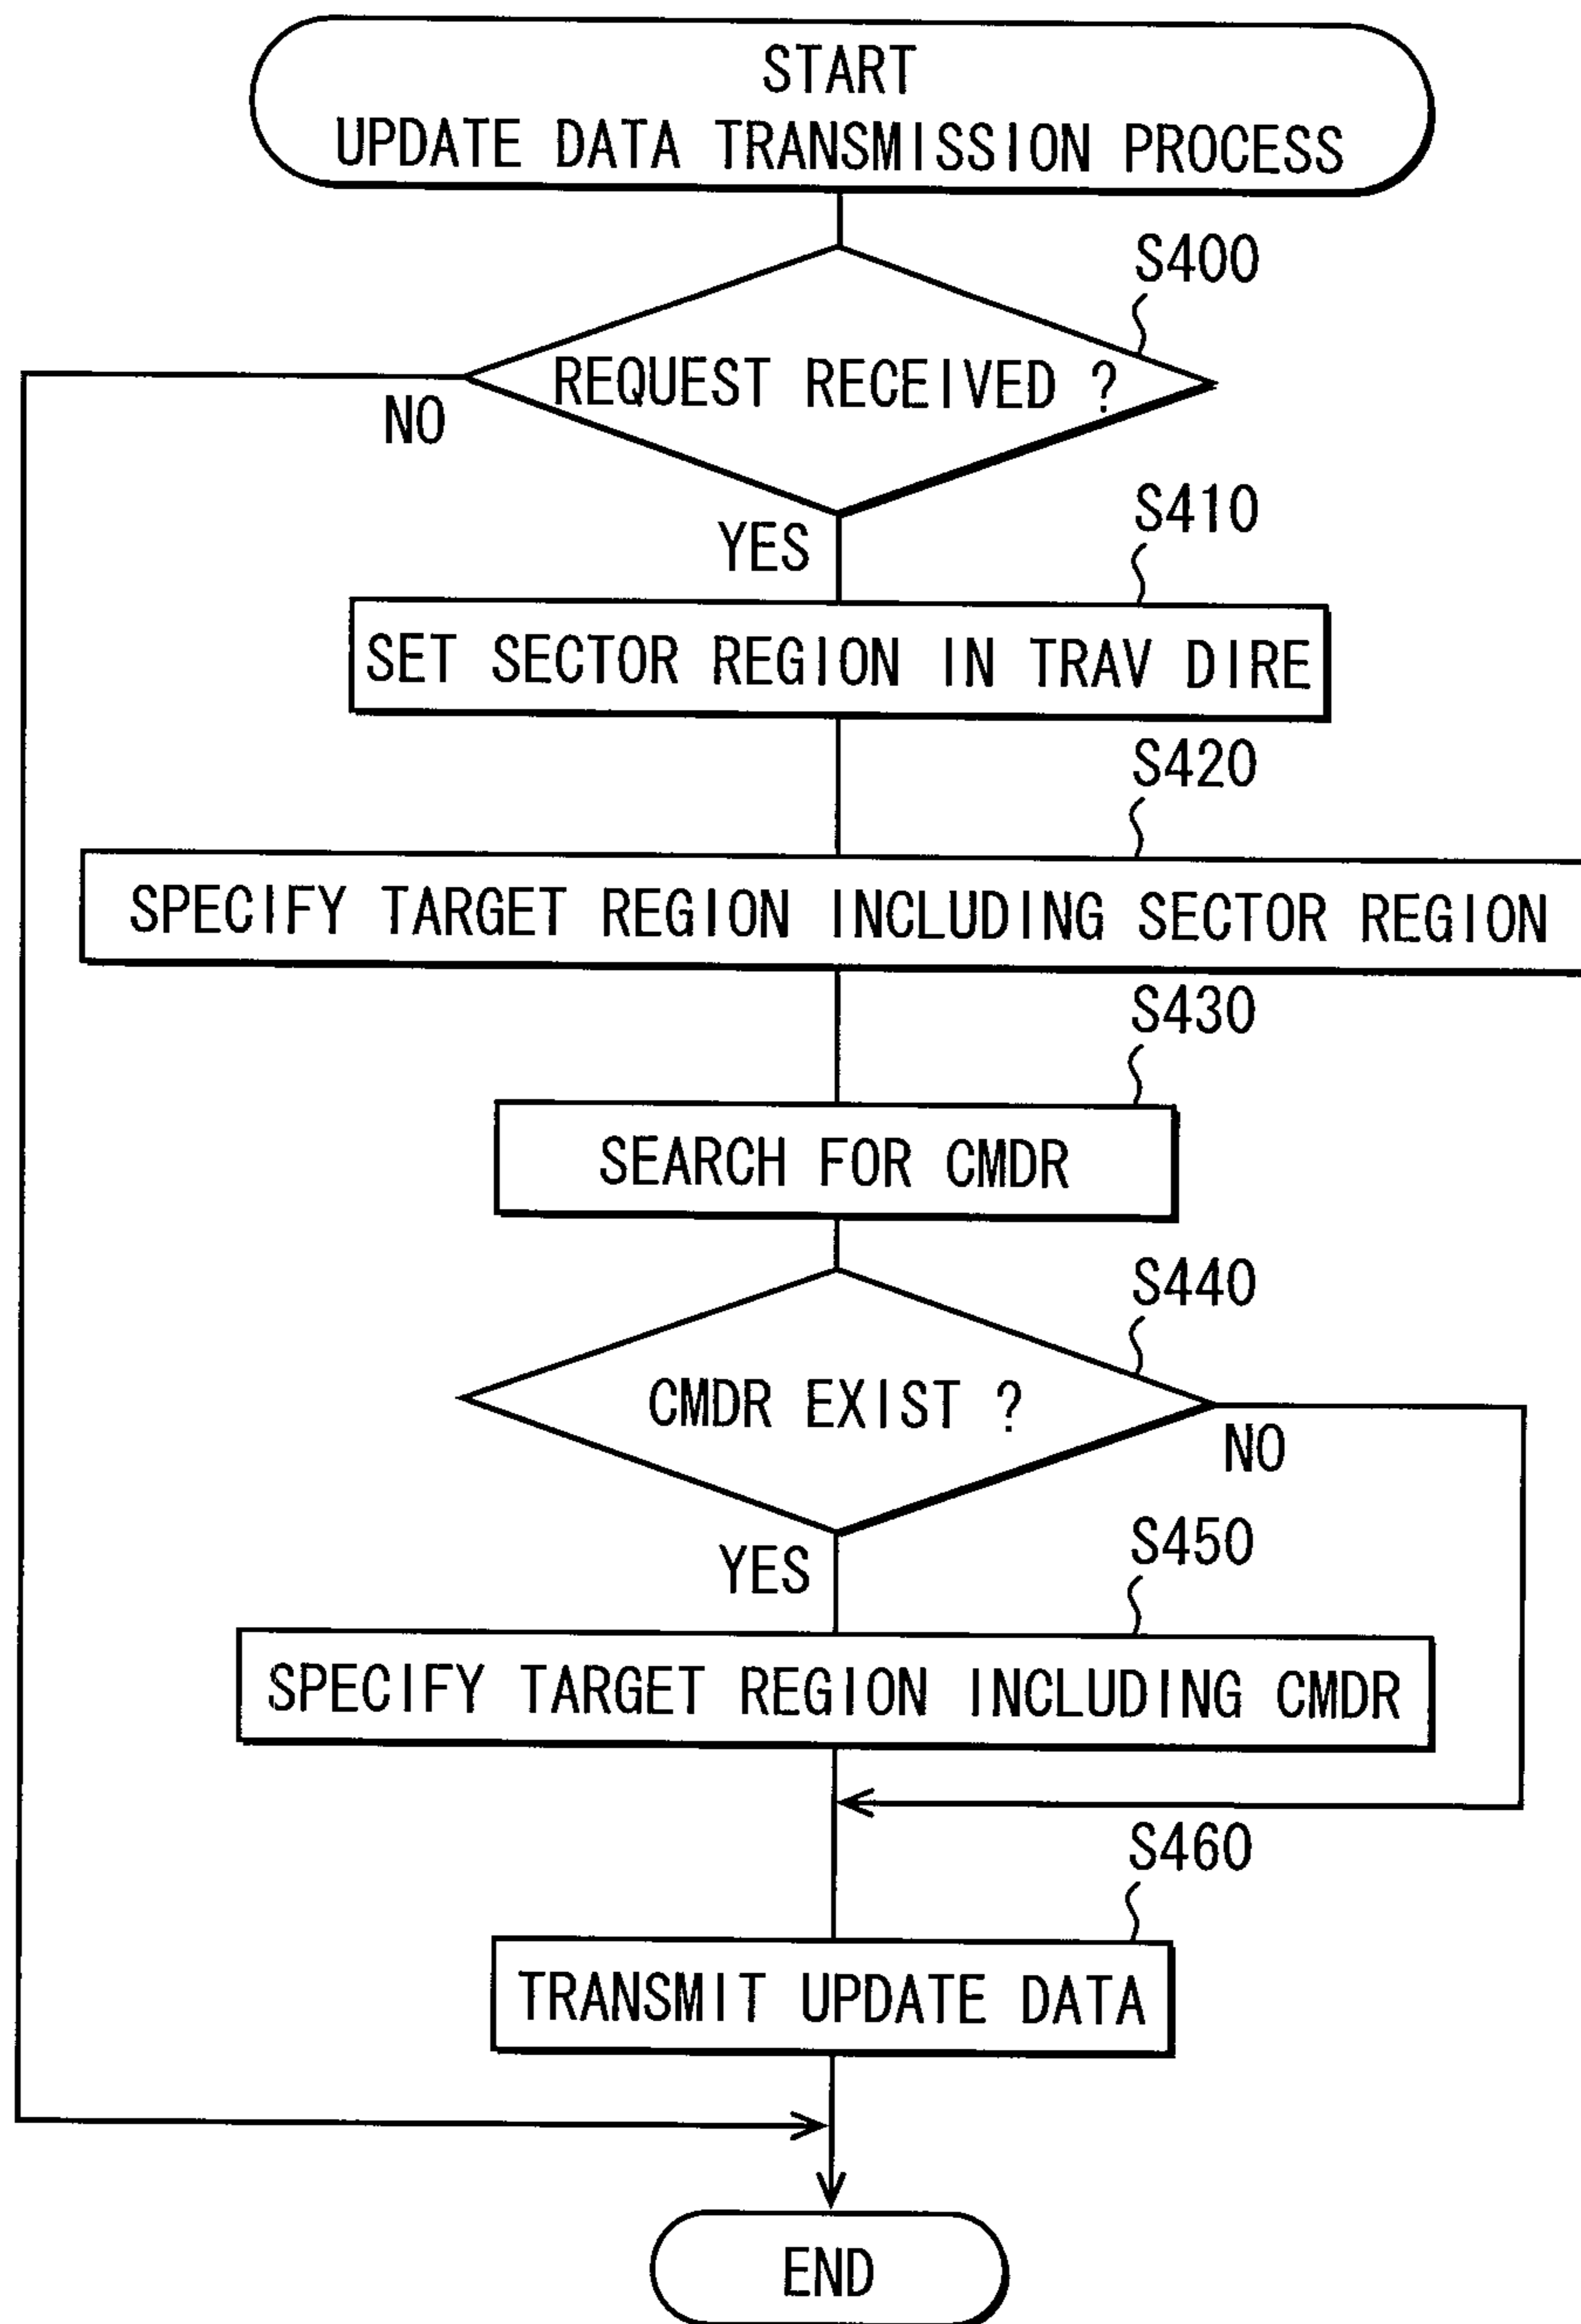 START
UPDATE DATA TRANSMISSION PROCESS
S400
REQUEST RECEIVED ?
NO
YES
S410
SET SECTOR REGION IN TRAV DIRE
S420
SPECIFY TARGET REGION INCLUDING SECTOR REGION
S430
SEARCH FOR CMDR
S440
CMDR EXIST ?
NO
YES
S450
SPECIFY TARGET REGION INCLUDING CMDR
S460
TRANSMIT UPDATE DATA
END